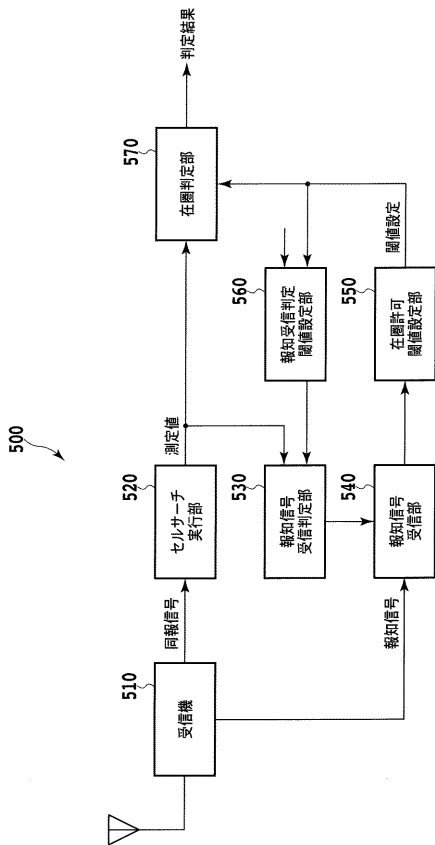 500
510
受信機
同報信号
報知信号
520
セルサーチ
実行部
測定値
530
報知信号
受信判定部
540
報知信号
受信部
560
報知受信判定
閾値設定部
550
在圏許可
閾値設定部
閾値設定
570
在圏判定部
判定結果